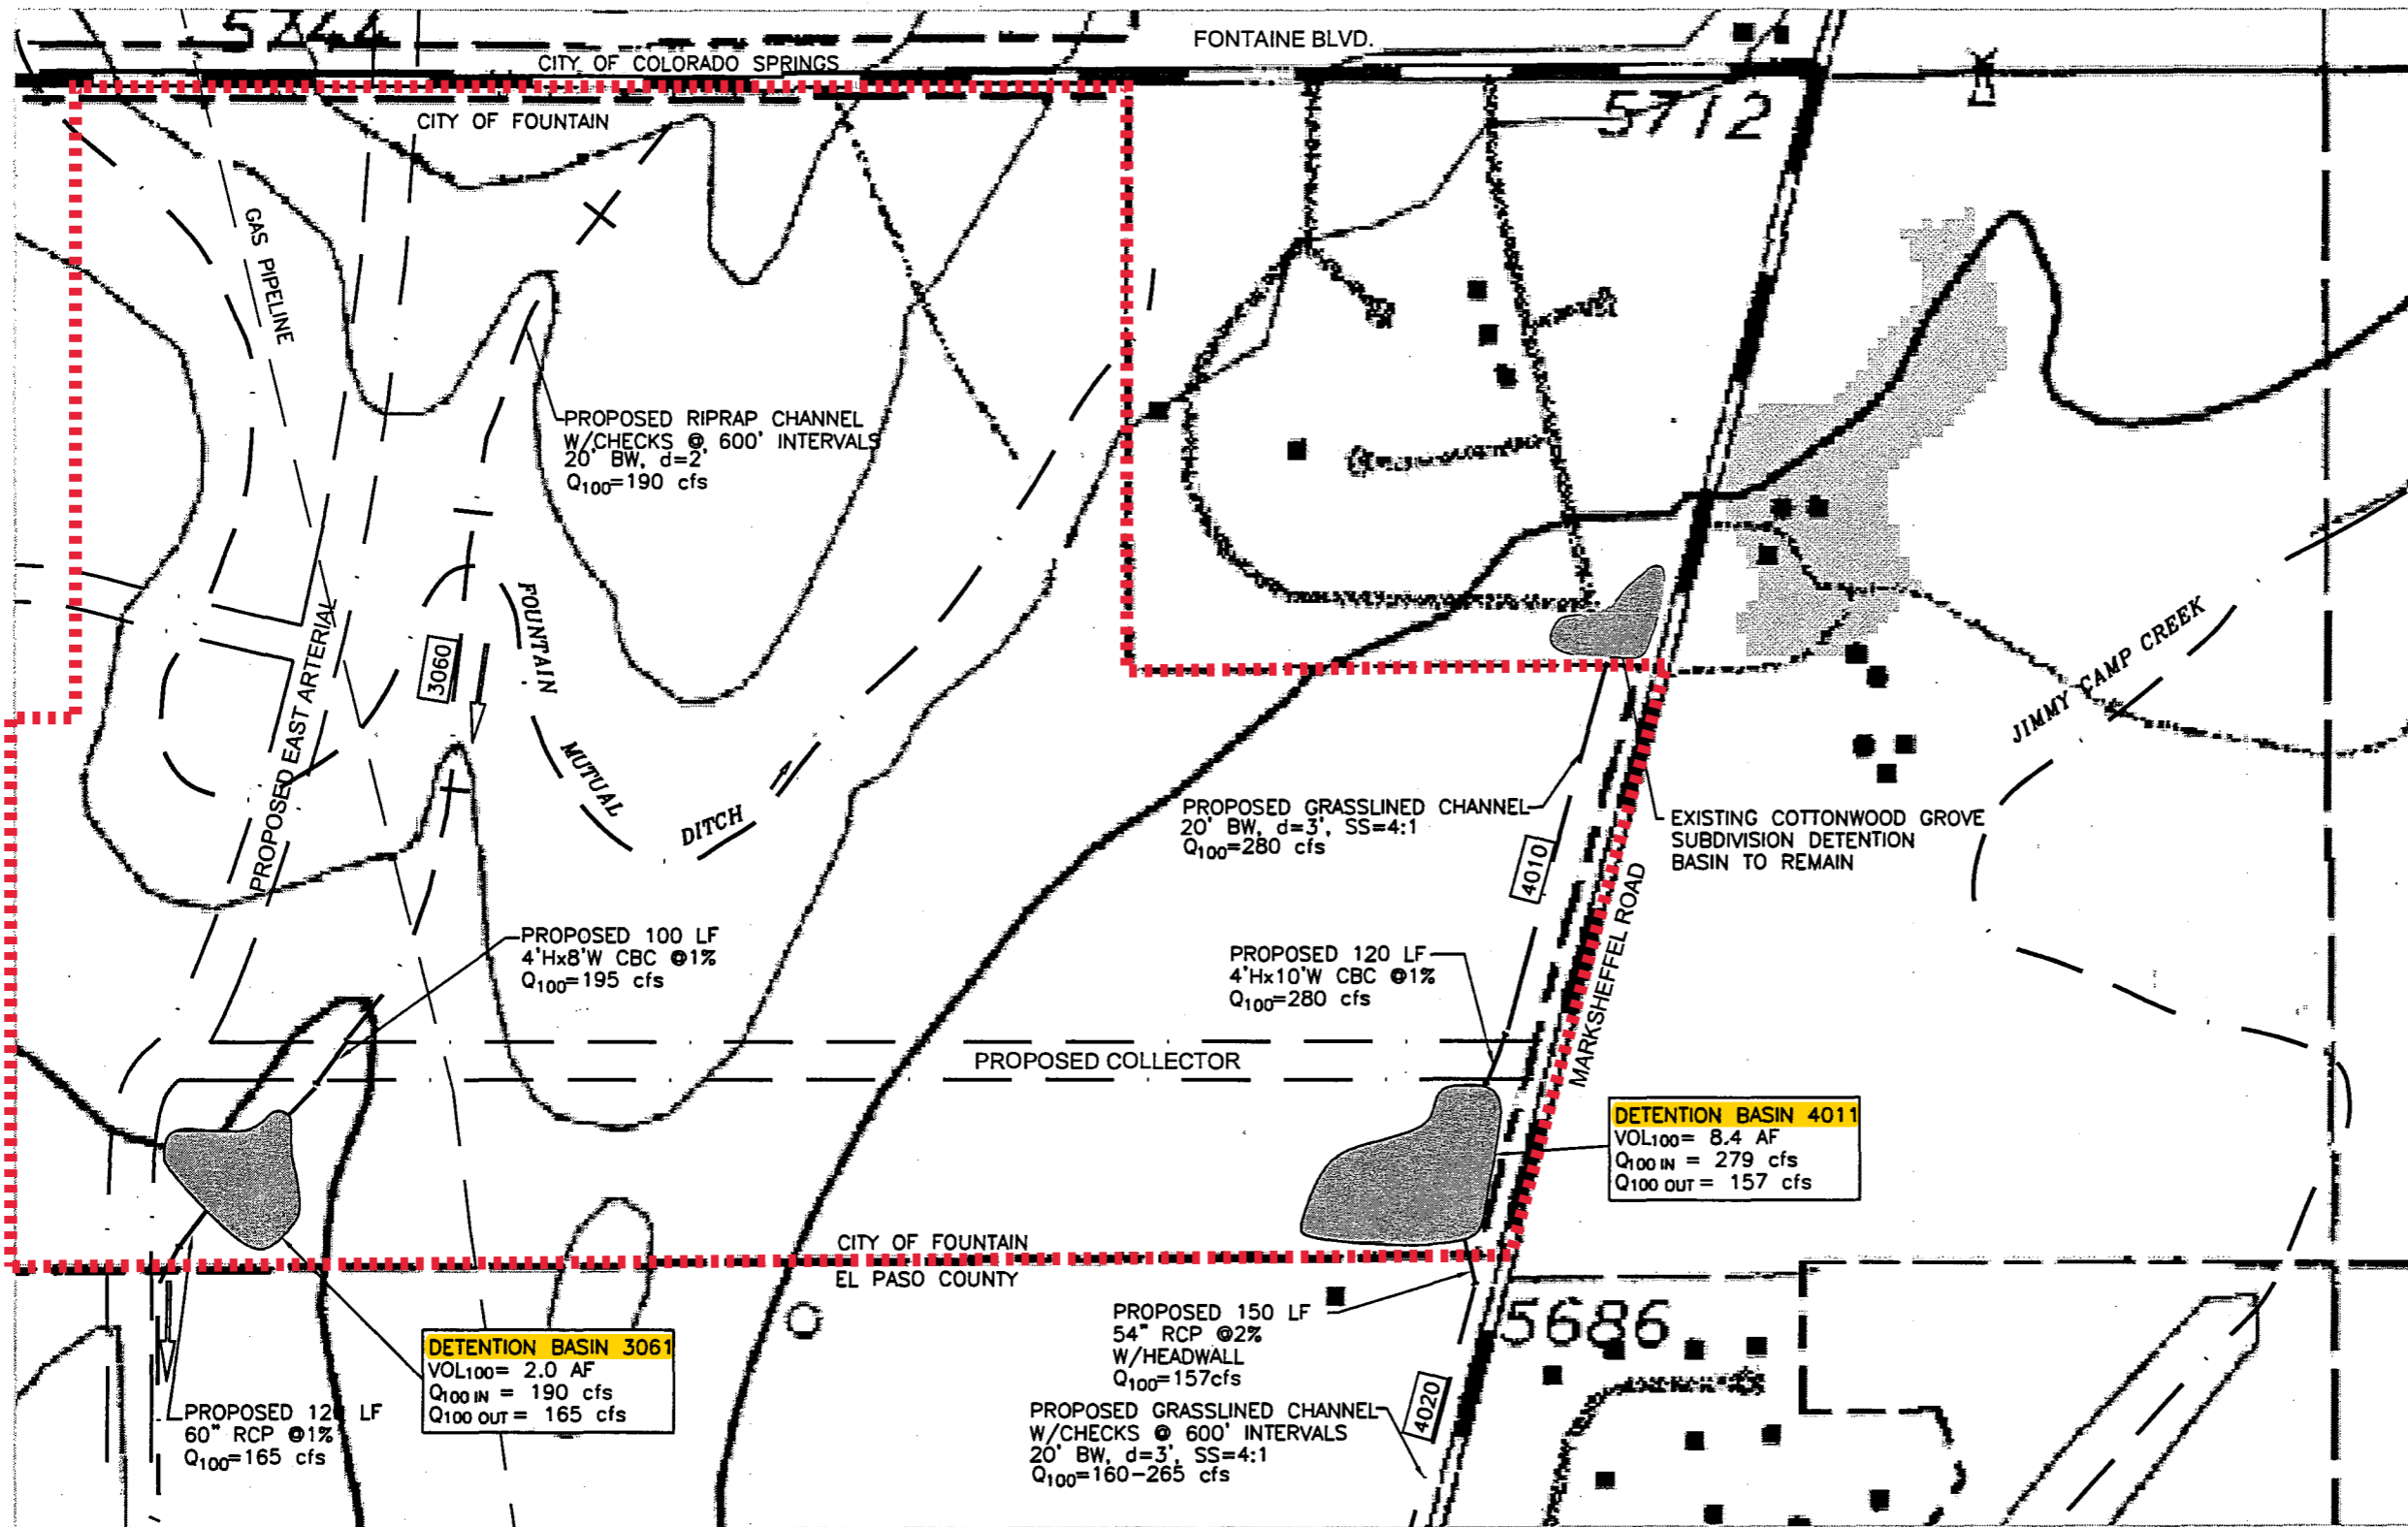 5744
FONTAINE BLVD.
CITY OF COLORADO SPRINGS
CITY OF FOUNTAIN
5712
GAS PIPELINE
PROPOSED RIPRAP CHANNEL
W/CHECKS @ 600' INTERVALS
20' BW, d=2'
Q100=190 cfs
FOUNTAIN
MUTUAL
DITCH
3060
PROPOSED EAST ARTERIAL
JIMMY CAMP CREEK
PROPOSED GRASSLINED CHANNEL
20' BW, d=3', SS=4:1
Q100=280 cfs
4010
EXISTING COTTONWOOD GROVE
SUBDIVISION DETENTION
BASIN TO REMAIN
MARKSHEFFEL ROAD
PROPOSED 100 LF
4'Hx8'W CBC @1%
Q100=195 cfs
PROPOSED 120 LF
4'Hx10'W CBC @1%
Q100=280 cfs
PROPOSED COLLECTOR
DETENTION BASIN 4011
VOL100= 8.4 AF
Q100 IN = 279 cfs
Q100 OUT = 157 cfs
CITY OF FOUNTAIN
EL PASO COUNTY
5686
PROPOSED 150 LF
54" RCP @2%
W/HEADWALL
Q100=157cfs
DETENTION BASIN 3061
VOL100= 2.0 AF
Q100 IN = 190 cfs
Q100 OUT = 165 cfs
PROPOSED 120 LF
60" RCP @1%
Q100=165 cfs
PROPOSED GRASSLINED CHANNEL
W/CHECKS @ 600' INTERVALS
20' BW, d=3', SS=4:1
Q100=160-265 cfs
4020